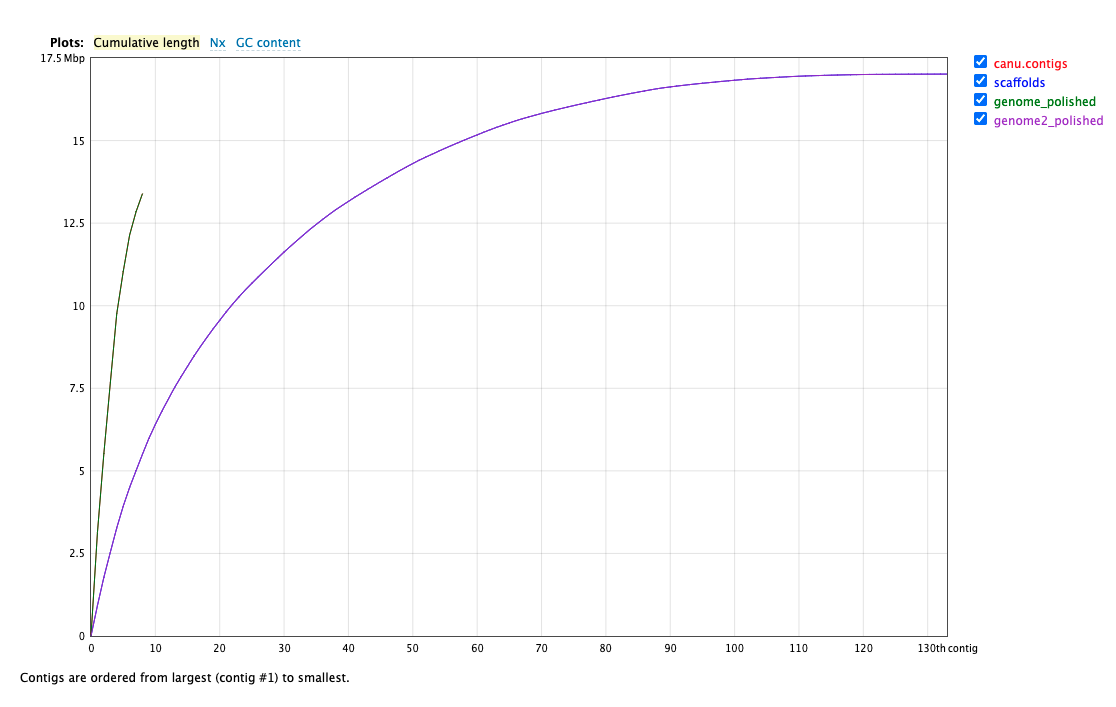 Plots: Cumulative length Nx GC content
17.5 Mbp
canu.contigs
scaffolds
genome_polished
genome2_polished
15
12.5
10
7.5
5
2.5
0
0 10 20 30 40 50 60 70 80 90 100 110 120 130th contig
Contigs are ordered from largest (contig #1) to smallest.